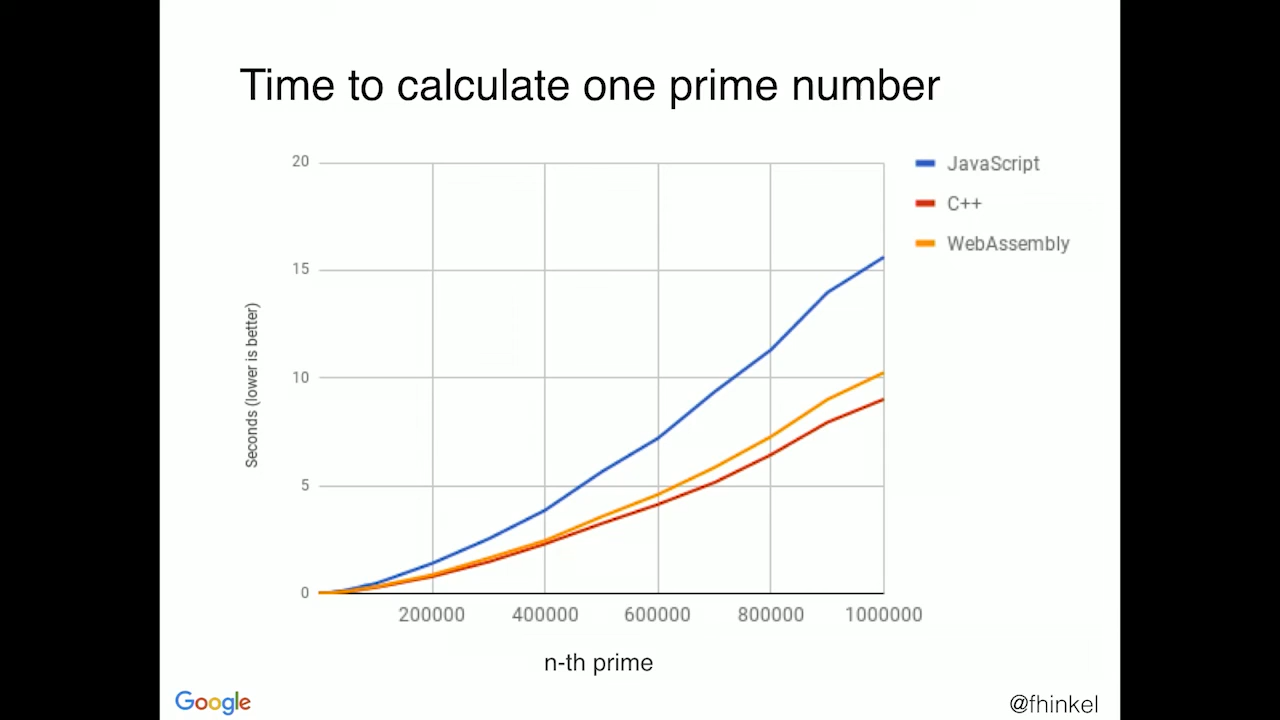 Time to calculate one prime number
20
15
10
5
0
Seconds (lower is better)
JavaScript
C++
WebAssembly
200000 400000 600000 800000 1000000
n-th prime
Google
@fhinkel